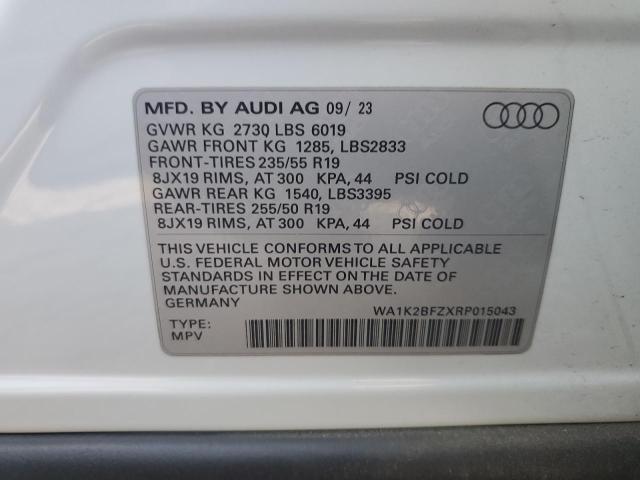 MFD. BY AUDI AG 09/ 23
GVWR KG 2730 LBS 6019
GAWR FRONT KG 1285, LBS2833
FRONT-TIRES 235/55 R19
8JX19 RIMS, AT 300 KPA, 44 PSI COLD
GAWR REAR KG 1540, LBS3395
REAR-TIRES 255/50 R19
8JX19 RIMS, AT 300 KPA, 44 PSI COLD
THIS VEHICLE CONFORMS TO ALL APPLICABLE
U.S. FEDERAL MOTOR VEHICLE SAFETY
STANDARDS IN EFFECT ON THE DATE OF
MANUFACTURE SHOWN ABOVE.
GERMANY
WA1K2BFZXRP015043
TYPE:
MPV